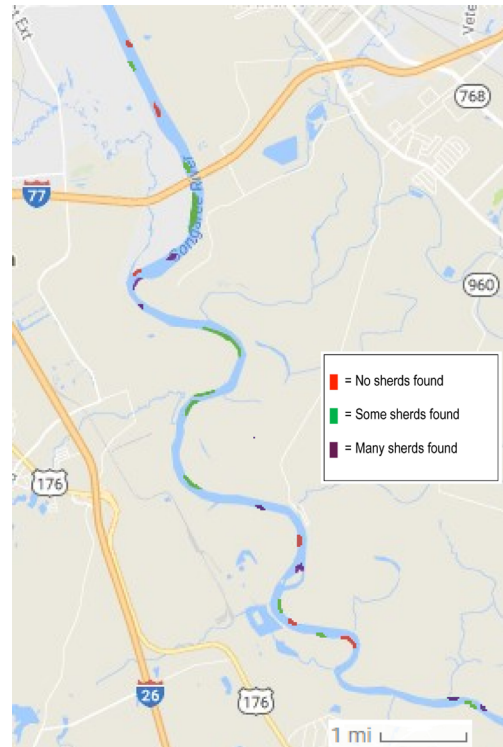 Ext
768
77
Congaree River
960
= No sherds found
= Some sherds found
= Many sherds found
176
26
176
1 mi